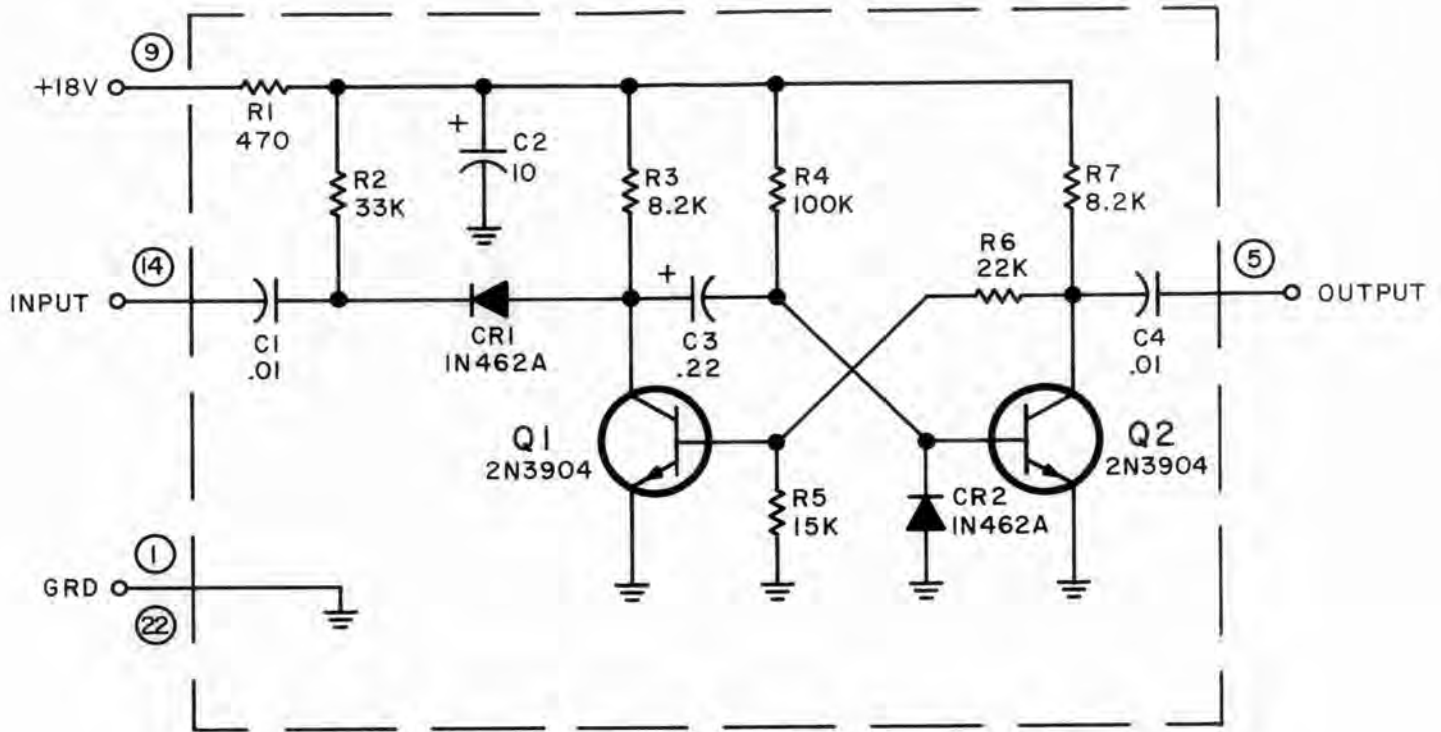 9
+18V
R1
470
+
C2
10
R2
33K
R3
8.2K
R4
100K
R7
8.2K
14
INPUT
C1
.01
CR1
1N462A
+
C3
.22
R6
22K
5
OUTPUT
C4
.01
Q1
2N3904
R5
15K
CR2
1N462A
Q2
2N3904
1
GRD
22